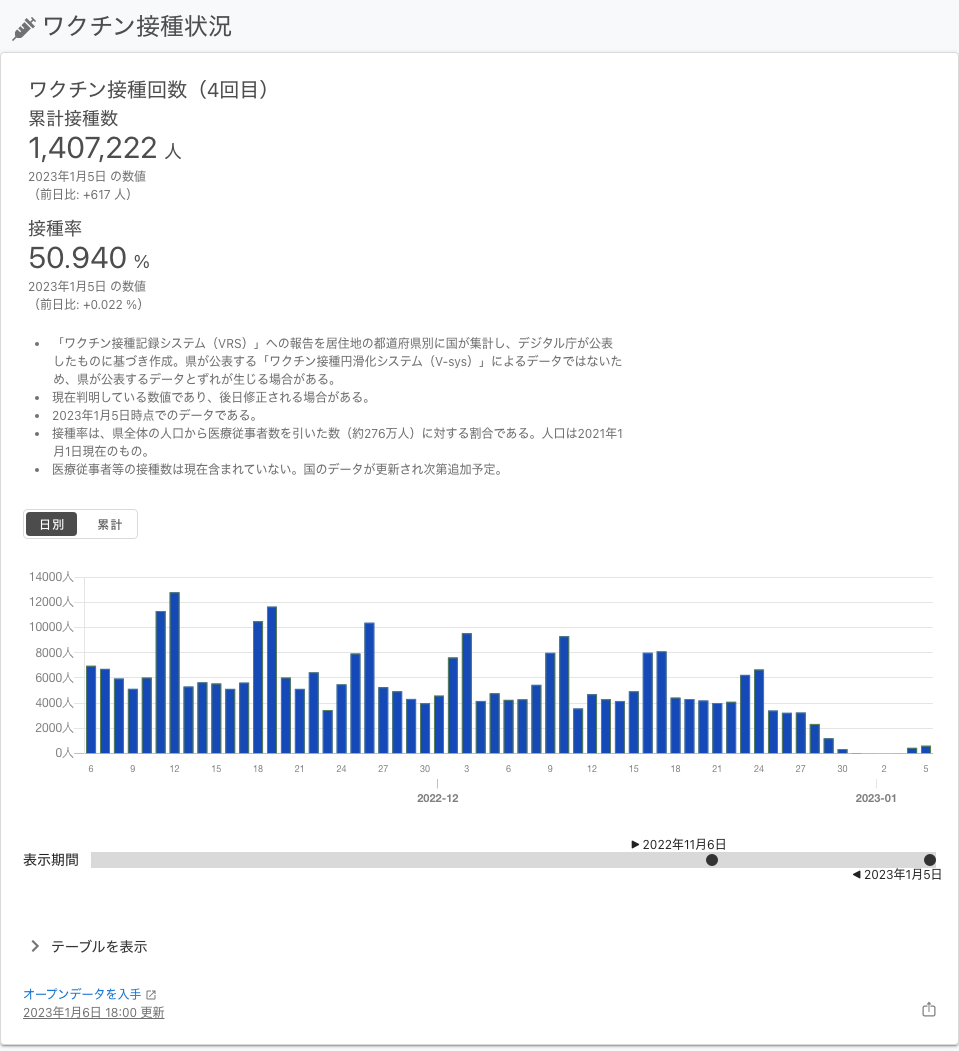 ワクチン接種状況
ワクチン接種回数（4回目）
累計接種数
1,407,222 人
2023年1月5日 の数値
（前日比: +617 人）
接種率
50.940 %
2023年1月5日 の数値
（前日比: +0.022 %）
• 「ワクチン接種記録システム（VRS）」への報告を居住地の都道府県別に国が集計し、デジタル庁が公表
したものに基づき作成。県が公表する「ワクチン接種円滑化システム（V-sys）」によるデータではないた
め、県が公表するデータとずれが生じる場合がある。
• 現在判明している数値であり、後日修正される場合がある。
• 2023年1月5日時点でのデータである。
• 接種率は、県全体の人口から医療従事者数を引いた数（約276万人）に対する割合である。人口は2021年1
月1日現在のもの。
• 医療従事者等の接種数は現在含まれていない。国のデータが更新され次第追加予定。
日別 累計
14000人
12000人
10000人
8000人
6000人
4000人
2000人
0人
6 9 12 15 18 21 24 27 30 3 6 9 12 15 18 21 24 27 30 2 5
2022-12 2023-01
▶ 2022年11月6日
表示期間
◀ 2023年1月5日
テーブルを表示
オープンデータを入手
2023年1月6日 18:00 更新